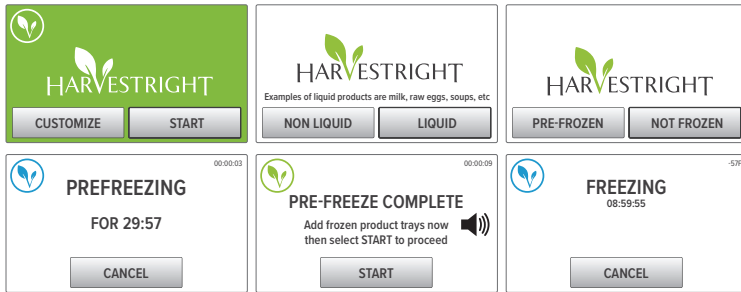 HARVESTRIGHT
CUSTOMIZE
START
HARVESTRIGHT
Examples of liquid products are milk, raw eggs, soups, etc
NON LIQUID
LIQUID
HARVESTRIGHT
PRE-FROZEN
NOT FROZEN
00:00:03
PREFREEZING
FOR 29:57
CANCEL
00:00:09
PRE-FREEZE COMPLETE
Add frozen product trays now
then select START to proceed
START
-57F
FREEZING
08:59:55
CANCEL